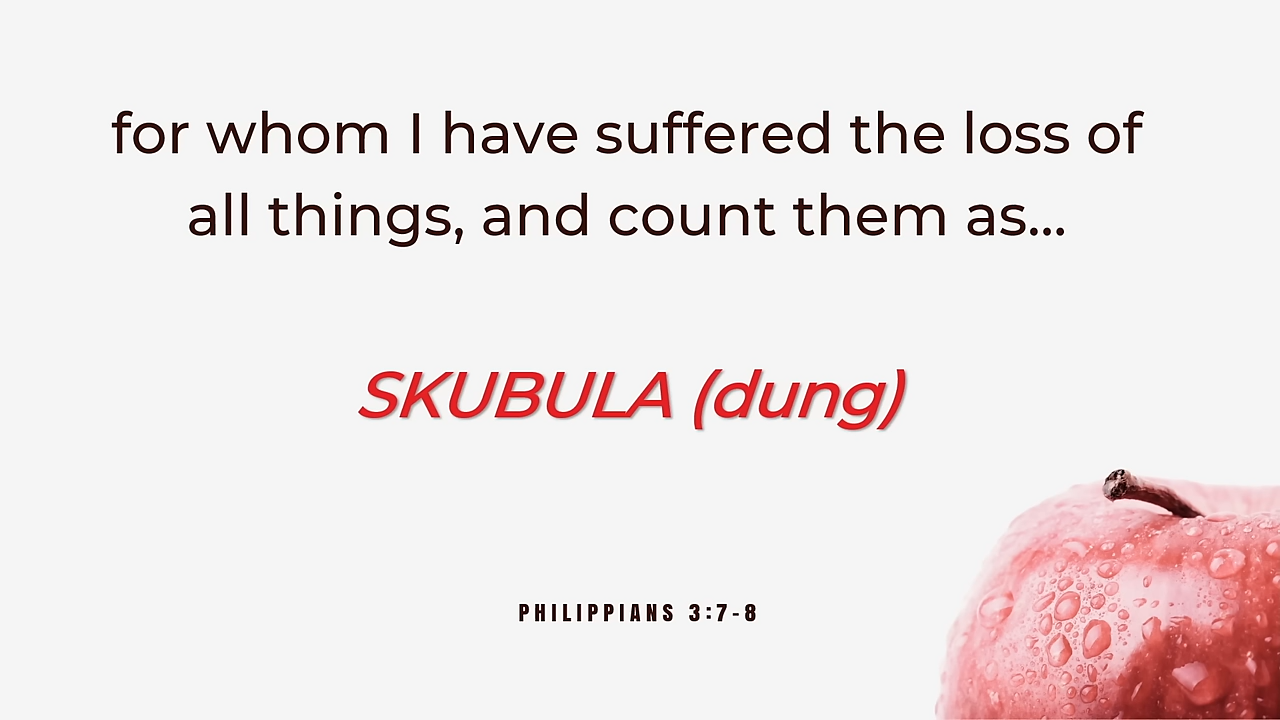 for whom I have suffered the loss of
all things, and count them as...
SKUBULA (dung)
PHILIPPIANS 3:7-8